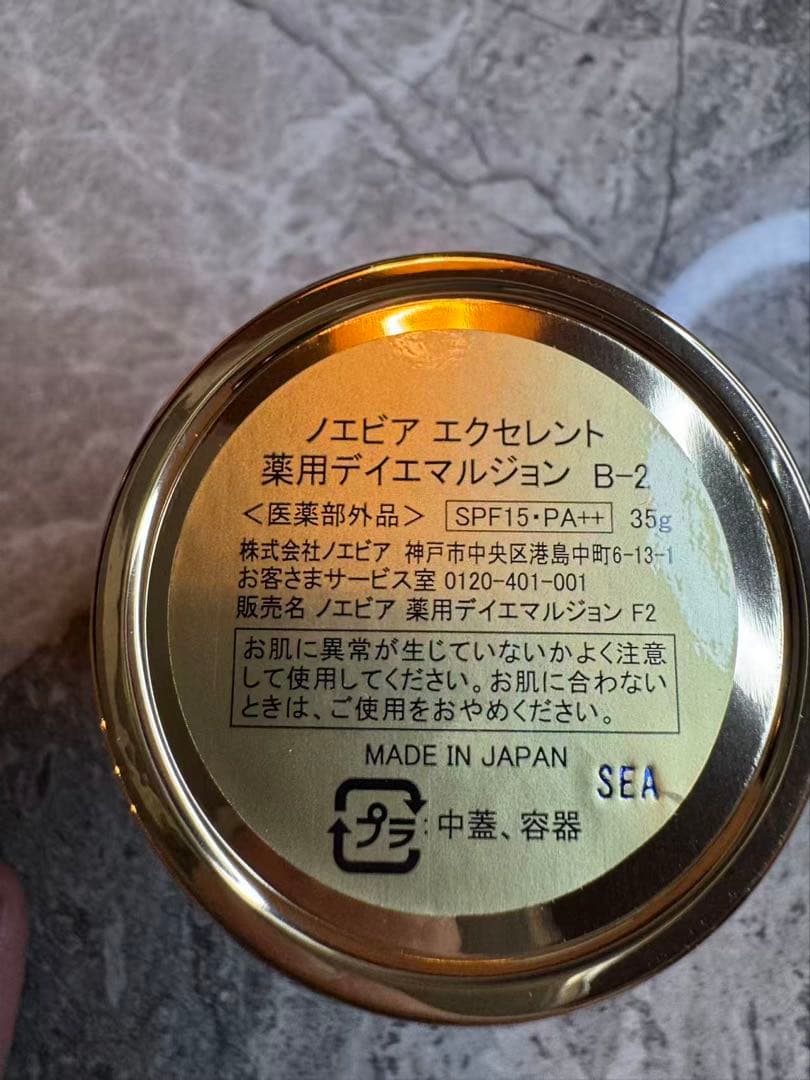 ノエビア エクセレント
薬用デイエマルジョン B-2
＜医薬部外品＞ SPF15・PA++ 35g
株式会社ノエビア 神戸市中央区港島中町6-13-1
お客さまサービス室 0120-401-001
販売名 ノエビア 薬用デイエマルジョン F2
お肌に異常が生じていないかよく注意
して使用してください。お肌に合わない
ときは、ご使用をおやめください。
MADE IN JAPAN
SEA
プラ：中蓋、容器